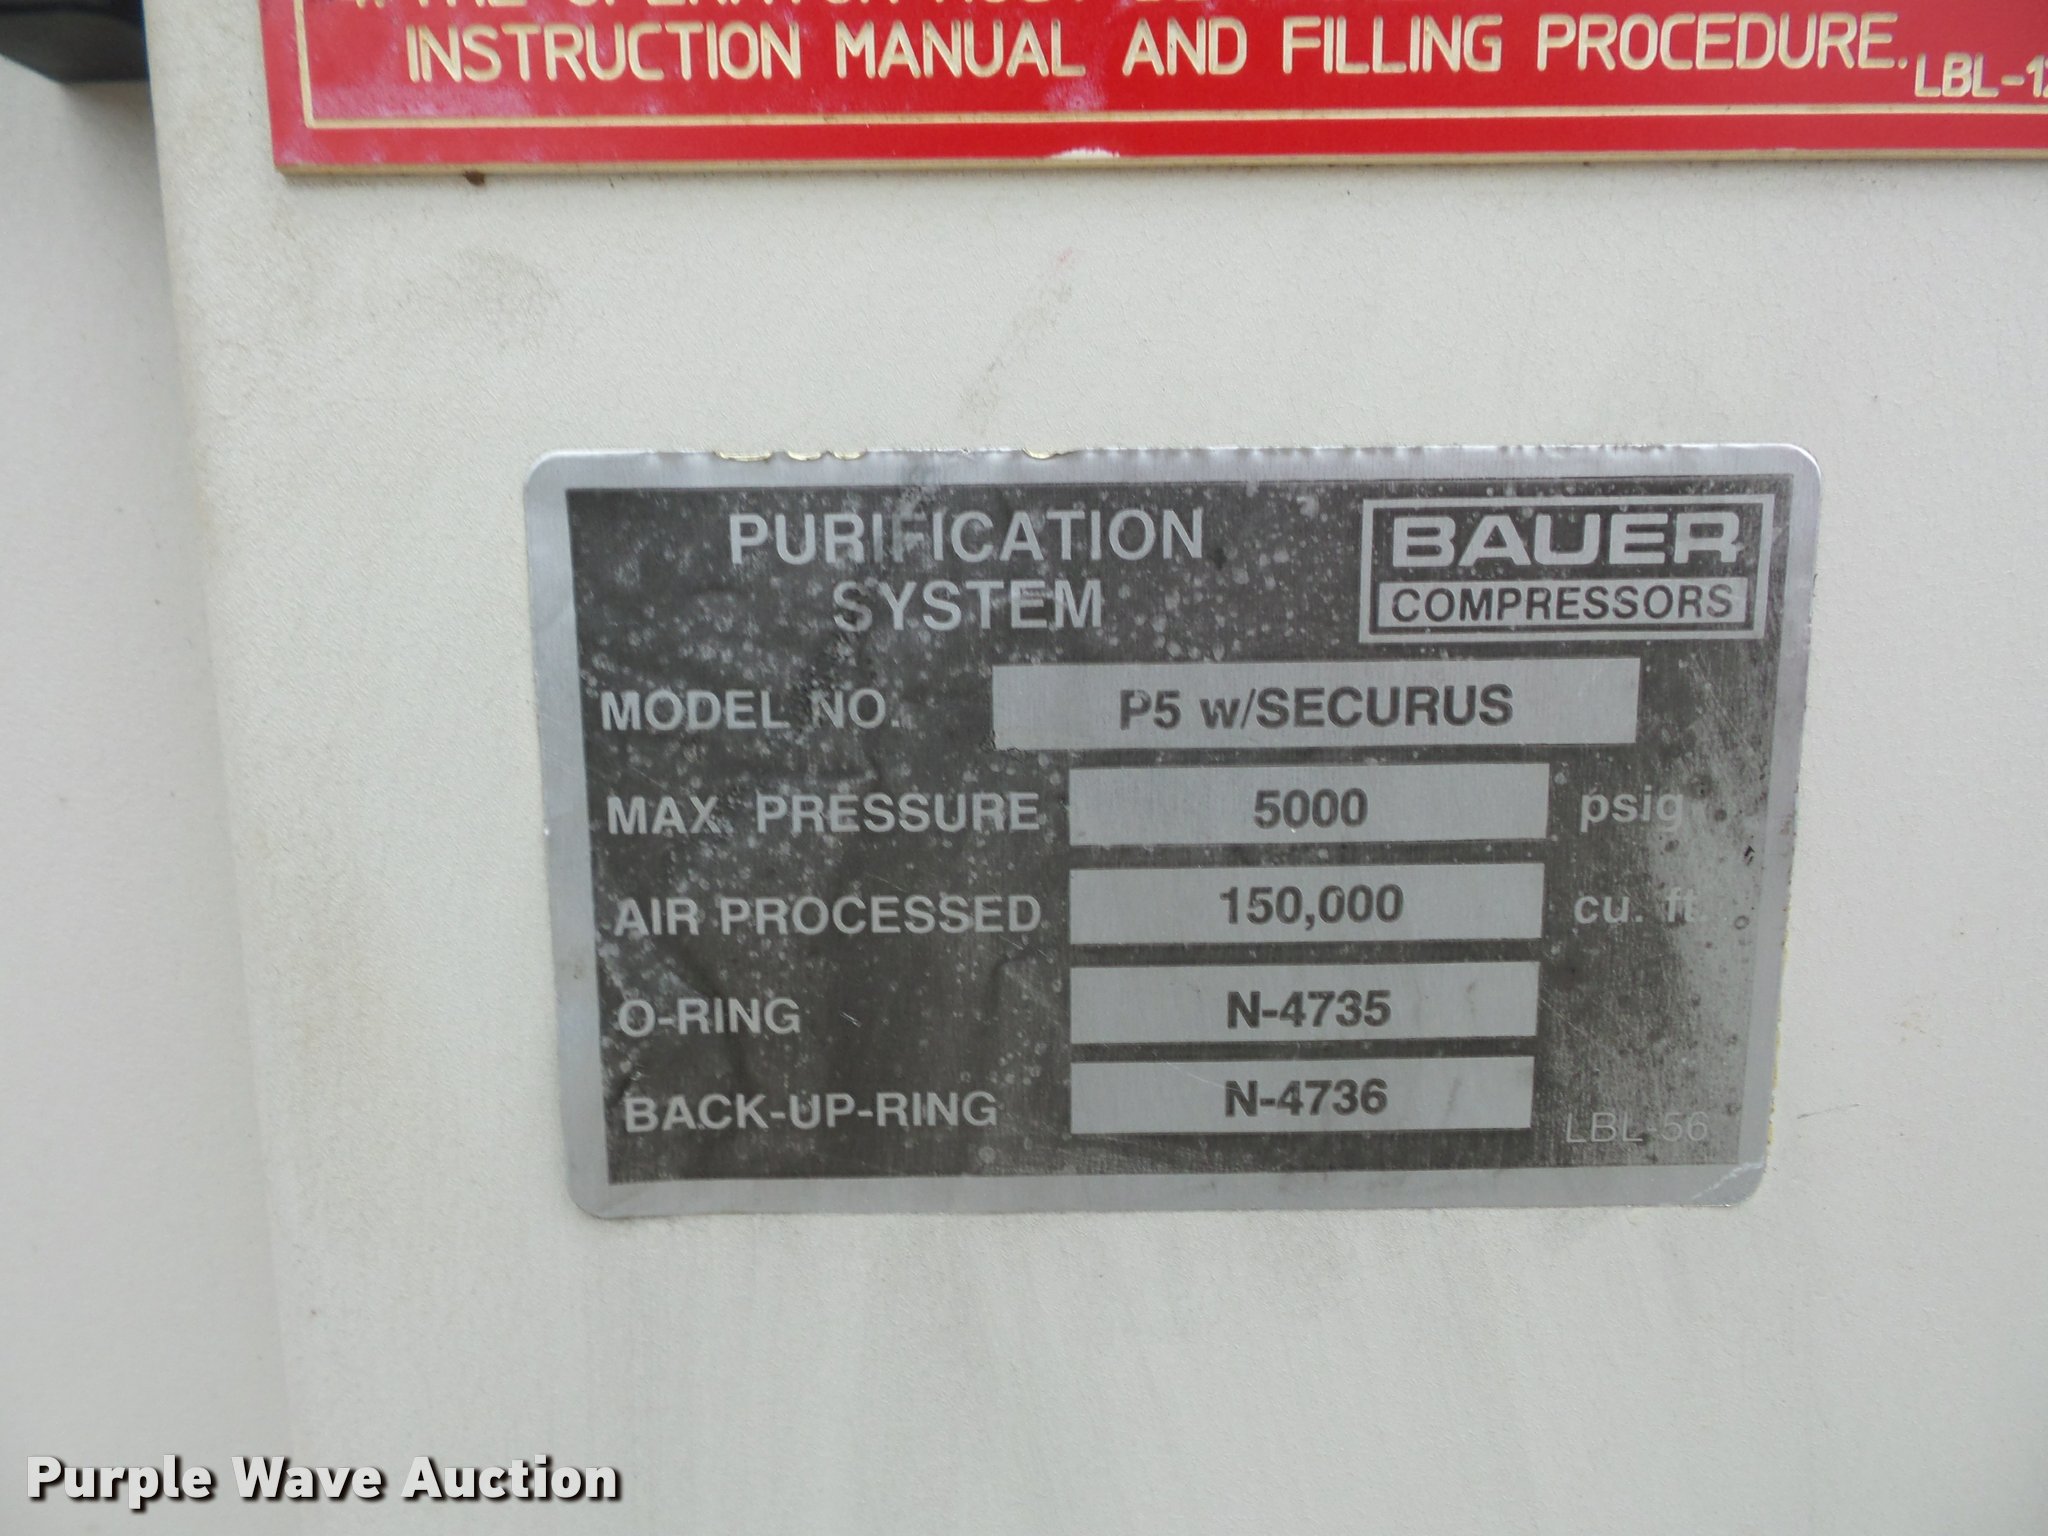 INSTRUCTION MANUAL AND FILLING PROCEDURE.
PURIFICATION
SYSTEM
BAUER
COMPRESSORS
MODEL NO. P5 w/SECURUS
MAX. PRESSURE 5000 psig
AIR PROCESSED 150,000 cu. ft.
O-RING N-4735
BACK-UP-RING N-4736
LBL-56
Purple Wave Auction